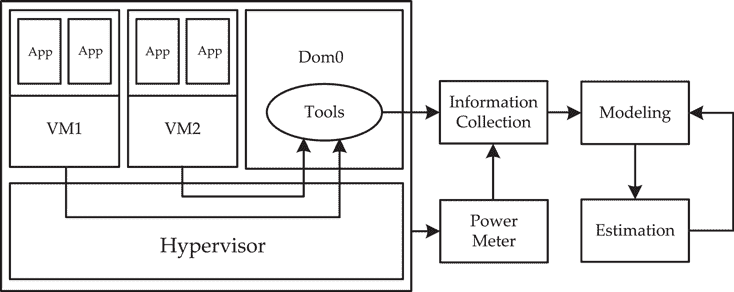 App
App
VM1
App
App
VM2
Dom0
Tools
Hypervisor
Information
Collection
Power
Meter
Modeling
Estimation